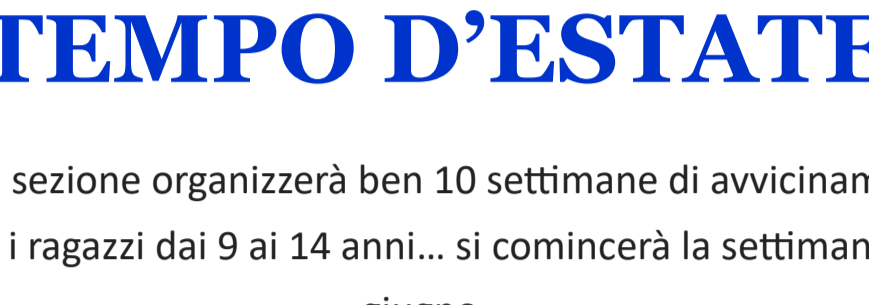 TEMPO D’ESTATE
sezione organizzerà ben 10 settimane di avvicinam
i ragazzi dai 9 ai 14 anni... si comincerà la settiman
giugno